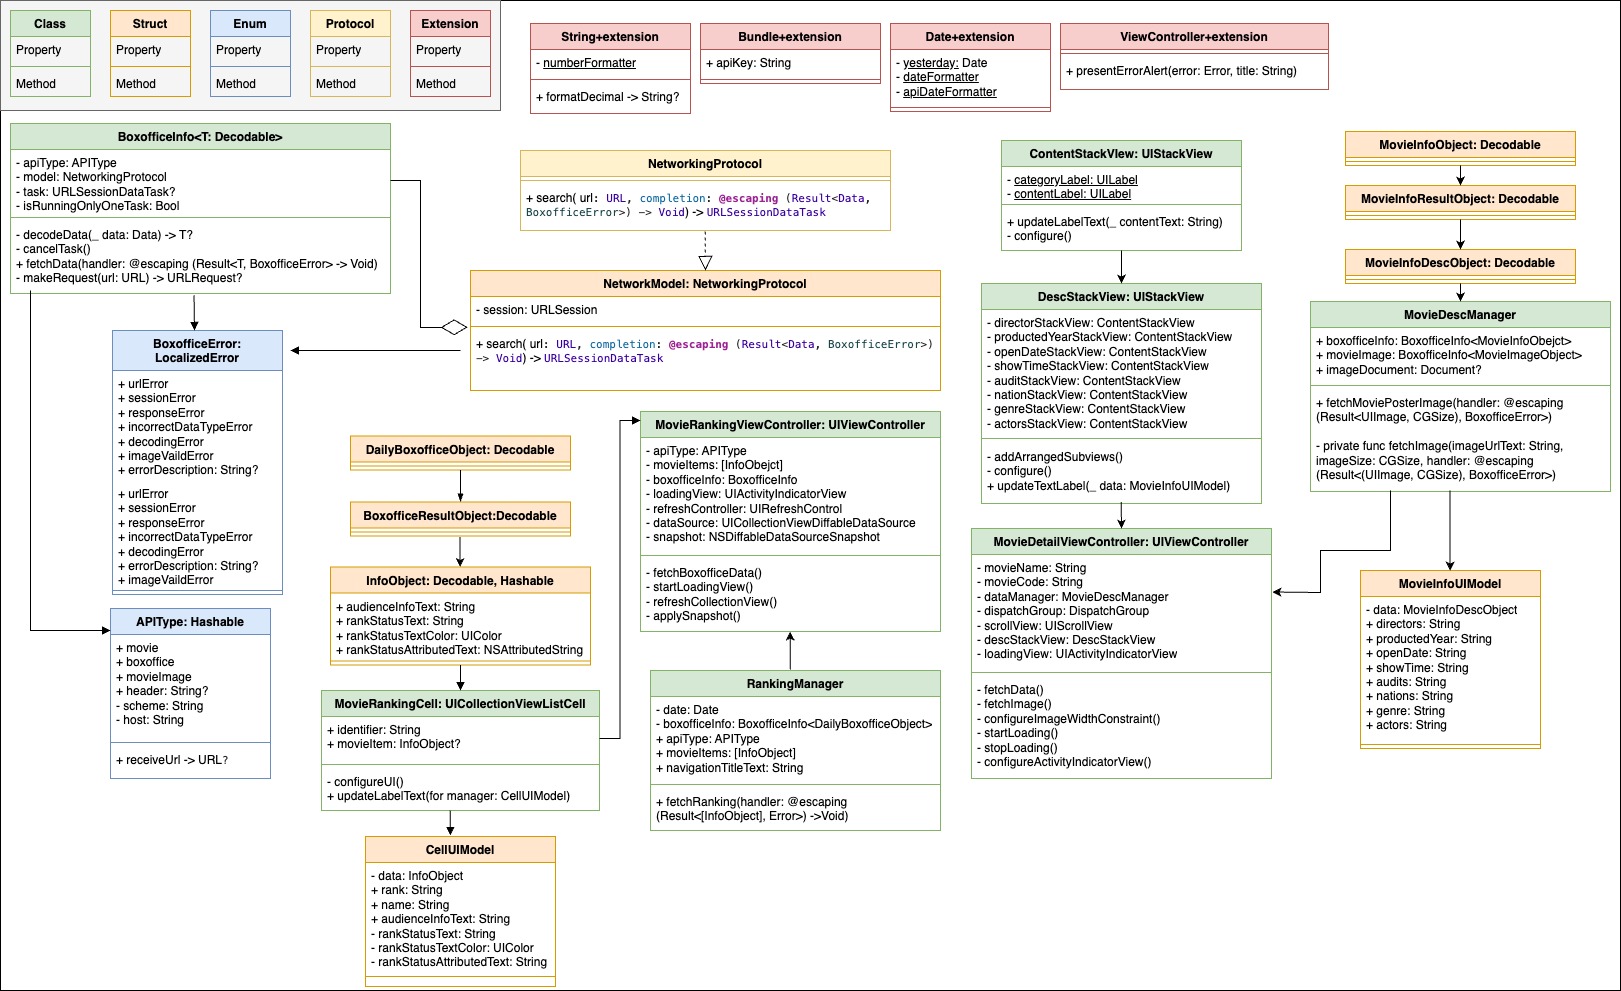 Class
Property
Method
Struct
Property
Method
Enum
Property
Method
Protocol
Property
Method
Extension
Property
Method
String+extension
- numberFormatter
+ formatDecimal -> String?
Bundle+extension
+ apiKey: String
Date+extension
- yesterday: Date
- dateFormatter
- apiDateFormatter
ViewController+extension
+ presentErrorAlert(error: Error, title: String)
BoxofficeInfo<T: Decodable>
- apiType: APIType
- model: NetworkingProtocol
- task: URLSessionDataTask?
- isRunningOnlyOneTask: Bool
- decodeData(_ data: Data) -> T?
- cancelTask()
+ fetchData(handler: @escaping (Result<T, BoxofficeError> -> Void)
- makeRequest(url: URL) -> URLRequest?
NetworkingProtocol
+ search( url: URL, completion: @escaping (Result<Data,
BoxofficeError>) -> Void) -> URLSessionDataTask
NetworkModel: NetworkingProtocol
- session: URLSession
+ search( url: URL, completion: @escaping (Result<Data, BoxofficeError>)
-> Void) -> URLSessionDataTask
BoxofficeError:
LocalizedError
+ urlError
+ sessionError
+ responseError
+ incorrectDataTypeError
+ decodingError
+ imageVaildError
+ errorDescription: String?
+ urlError
+ sessionError
+ responseError
+ incorrectDataTypeError
+ decodingError
+ errorDescription: String?
+ imageVaildError
APIType: Hashable
+ movie
+ boxoffice
+ movieImage
+ header: String?
- scheme: String
- host: String
+ receiveUrl -> URL?
DailyBoxofficeObject: Decodable
BoxofficeResultObject:Decodable
InfoObject: Decodable, Hashable
+ audienceInfoText: String
+ rankStatusText: String
+ rankStatusTextColor: UIColor
+ rankStatusAttributedText: NSAttributedString
MovieRankingCell: UICollectionViewListCell
+ identifier: String
+ movieItem: InfoObject?
- configureUI()
+ updateLabelText(for manager: CellUIModel)
CellUIModel
- data: InfoObject
+ rank: String
+ name: String
+ audienceInfoText: String
- rankStatusText: String
- rankStatusTextColor: UIColor
- rankStatusAttributedText: String
MovieRankingViewController: UIViewController
- apiType: APIType
- movieItems: [InfoObejct]
- boxofficeInfo: BoxofficeInfo
- loadingView: UIActivityIndicatorView
- refreshController: UIRefreshControl
- dataSource: UICollectionViewDiffableDataSource
- snapshot: NSDiffableDataSourceSnapshot
- fetchBoxofficeData()
- startLoadingView()
- refreshCollectionView()
- applySnapshot()
RankingManager
- date: Date
- boxofficeInfo: BoxofficeInfo<DailyBoxofficeObject>
+ apiType: APIType
+ movieItems: [InfoObject]
+ navigationTitleText: String
+ fetchRanking(handler: @escaping
(Result<[InfoObject], Error>) ->Void)
ContentStackVIew: UIStackView
- categoryLabel: UILabel
- contentLabel: UILabel
+ updateLabelText(_ contentText: String)
- configure()
DescStackView: UIStackView
- directorStackView: ContentStackView
- productedYearStackView: ContentStackView
- openDateStackView: ContentStackView
- showTimeStackView: ContentStackView
- auditStackView: ContentStackView
- nationStackView: ContentStackView
- genreStackView: ContentStackView
- actorsStackView: ContentStackView
- addArrangedSubviews()
- configure()
+ updateTextLabel(_ data: MovieInfoUIModel)
MovieDetailViewController: UIViewController
- movieName: String
- movieCode: String
- dataManager: MovieDescManager
- dispatchGroup: DispatchGroup
- scrollView: UIScrollView
- descStackView: DescStackView
- loadingView: UIActivityIndicatorView
- fetchData()
- fetchImage()
- configureImageWidthConstraint()
- startLoading()
- stopLoading()
- configureActivityIndicatorView()
MovieInfoObject: Decodable
MovieInfoResultObject: Decodable
MovieInfoDescObject: Decodable
MovieDescManager
+ boxofficeInfo: BoxofficeInfo<MovieInfoObejct>
+ movieImage: BoxofficeInfo<MovieImageObject>
+ imageDocument: Document?
+ fetchMoviePosterImage(handler: @escaping
(Result<UIImage, CGSize), BoxofficeError>)
- private func fetchImage(imageUrlText: String,
imageSize: CGSize, handler: @escaping
(Result<(UIImage, CGSize), BoxofficeError>)
MovieInfoUIModel
- data: MovieInfoDescObject
+ directors: String
+ productedYear: String
+ openDate: String
+ showTime: String
+ audits: String
+ nations: String
+ genre: String
+ actors: String